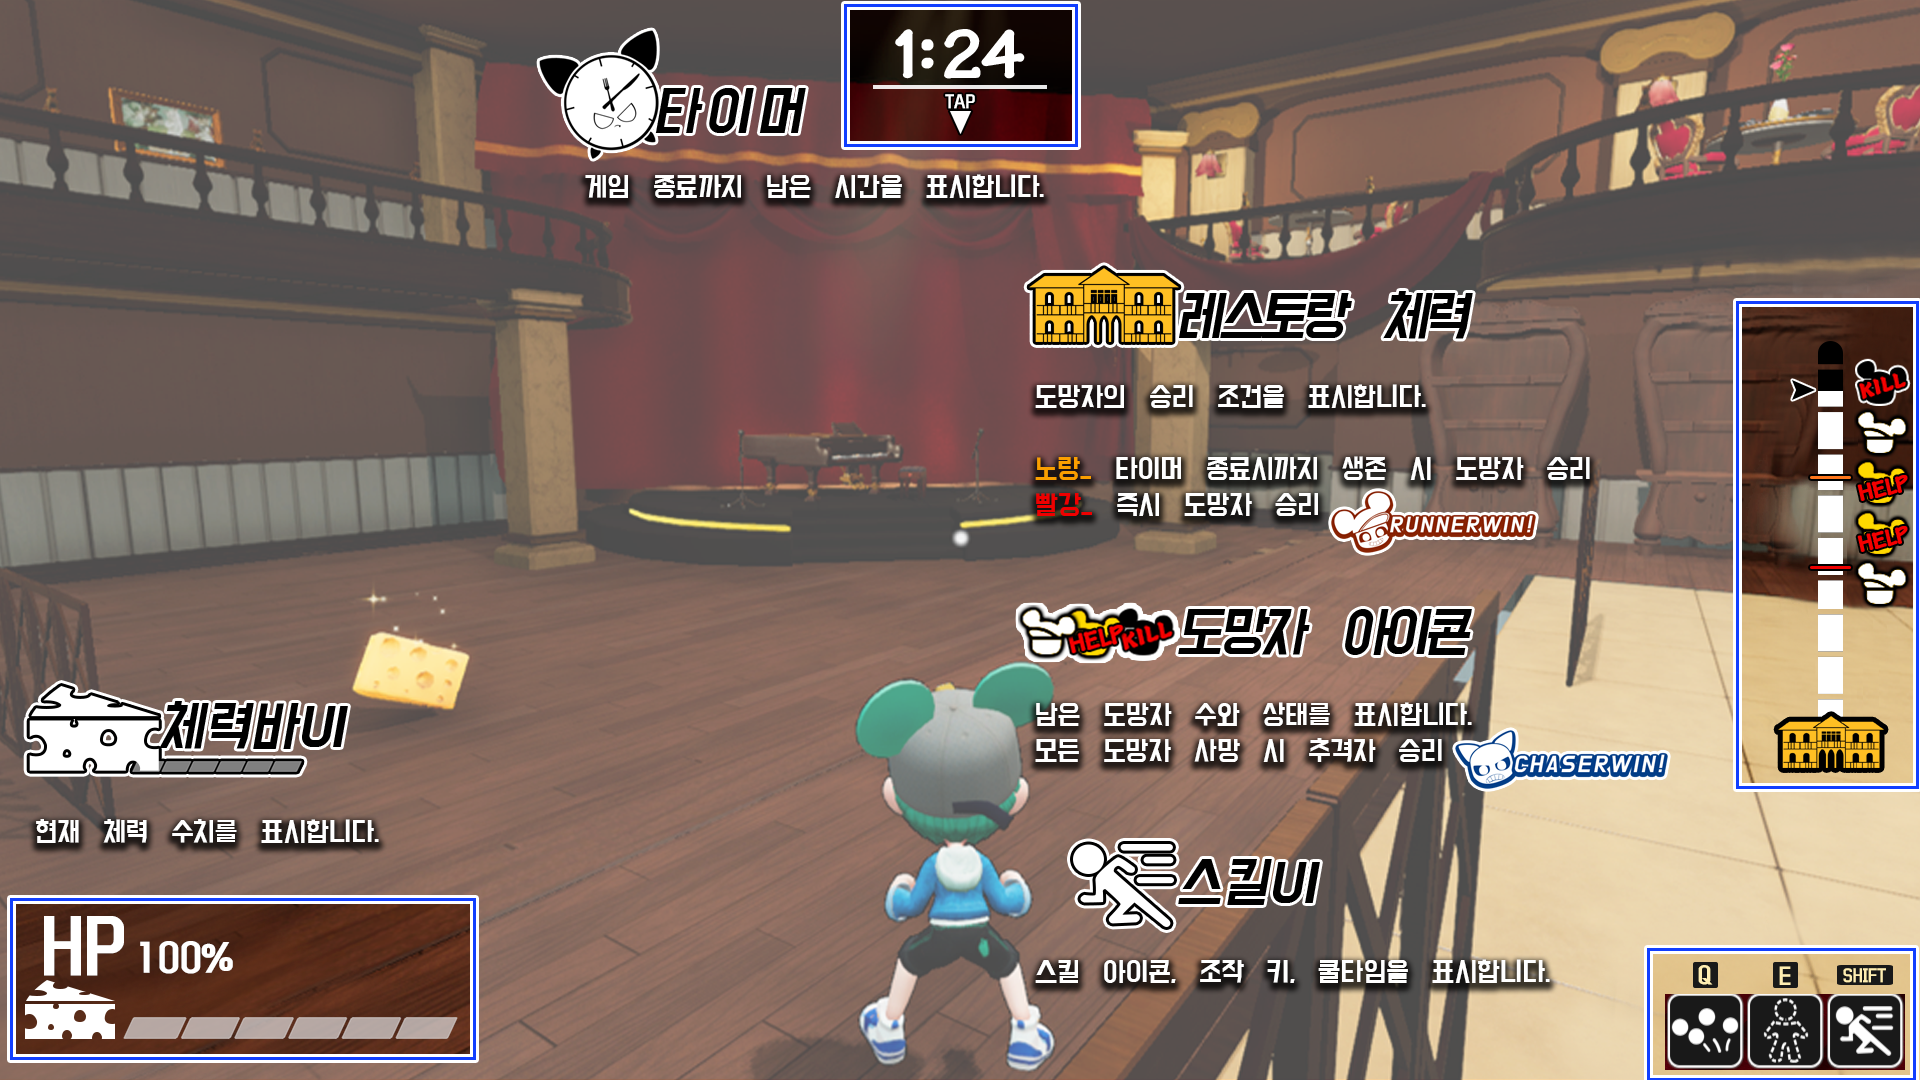 타이머
1:24
TAP
게임 종료까지 남은 시간을 표시합니다.
레스토랑 체력
도망자의 승리 조건을 표시합니다.
노랑_ 타이머 종료시까지 생존 시 도망자 승리
빨강_ 즉시 도망자 승리
RUNNERWIN!
KILL
HELP
HELP
HELP KILL 도망자 아이콘
남은 도망자 수와 상태를 표시합니다.
모든 도망자 사망 시 추격자 승리
CHASERWIN!
체력바UI
현재 체력 수치를 표시합니다.
HP 100%
스킬UI
스킬 아이콘, 조작 키, 쿨타임을 표시합니다.
Q E SHIFT